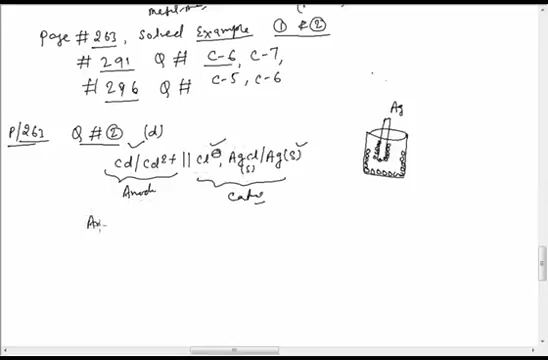 Page # 263, Solved Example ① & ②
# 291 Q # C-6, C-7,
# 296 Q # C-5, C-6
P/263 Q # ② (d)
Ag
Cd/Cd2+ || Cl⊖, AgCl/Ag(s)
(s)
Anode